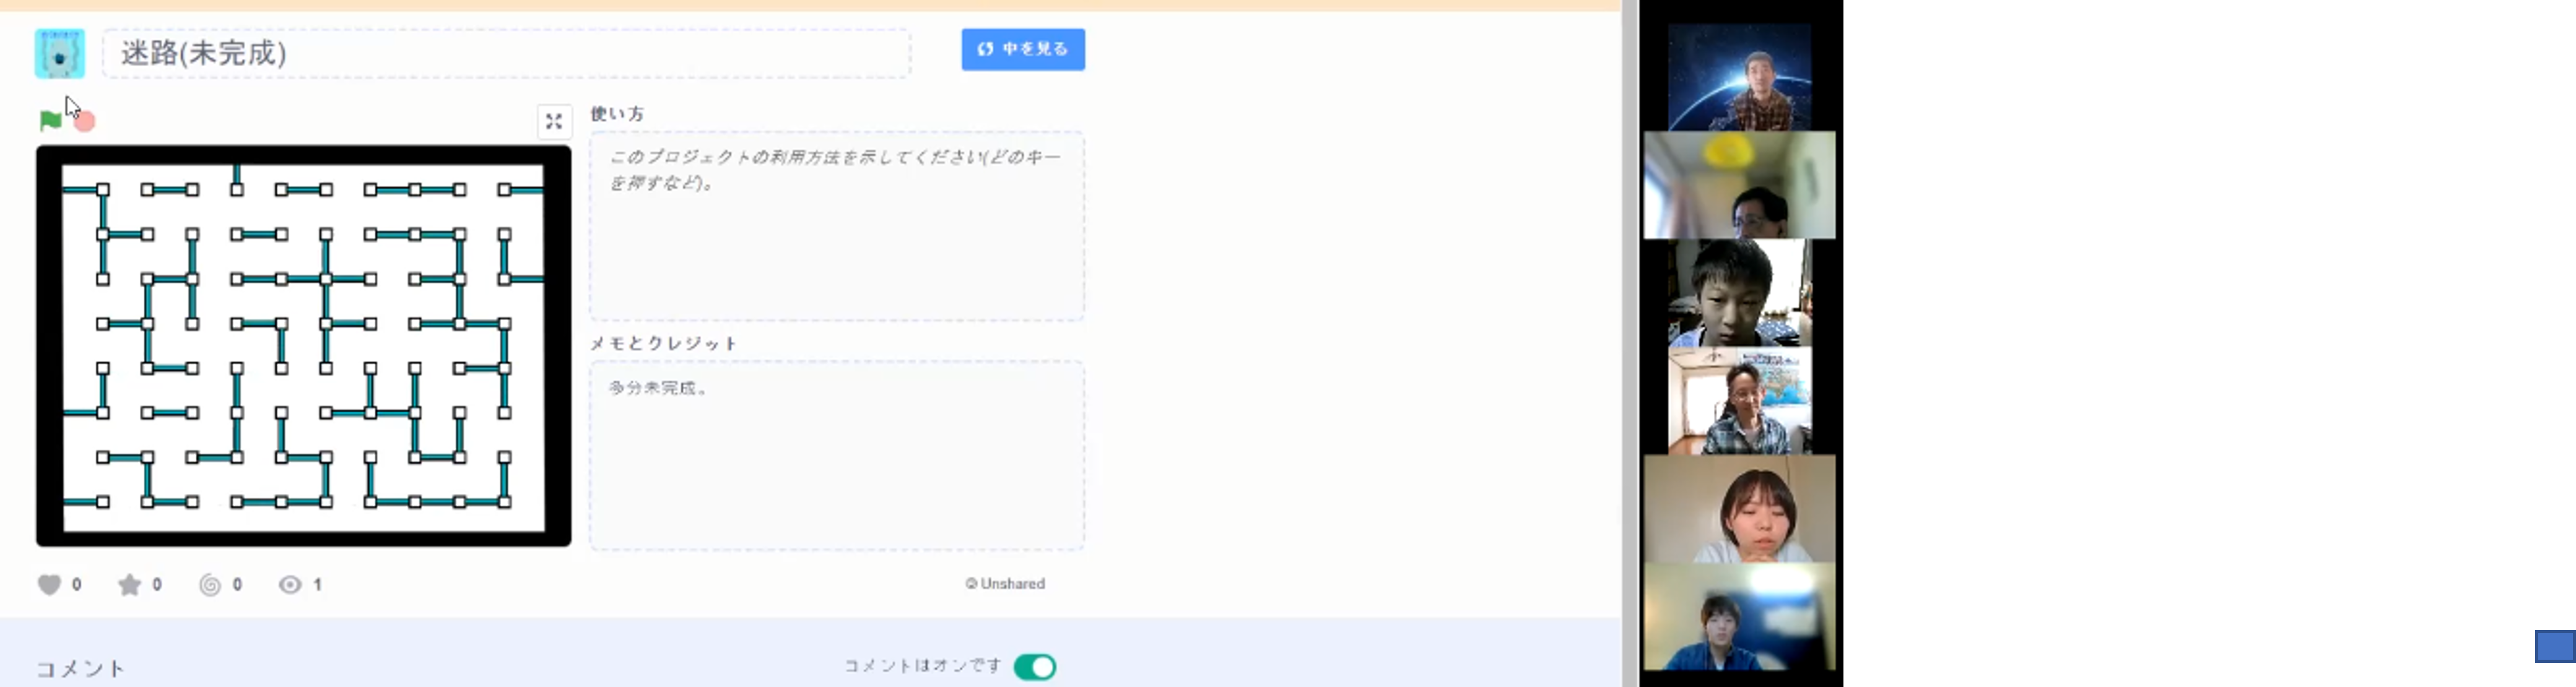 迷路(未完成)
中を見る
使い方
このプロジェクトの利用方法を示してください(どのキー
を押すなど)。
メモとクレジット
多分未完成。
0 0 0 1
Unshared
コメント
コメントはオンです